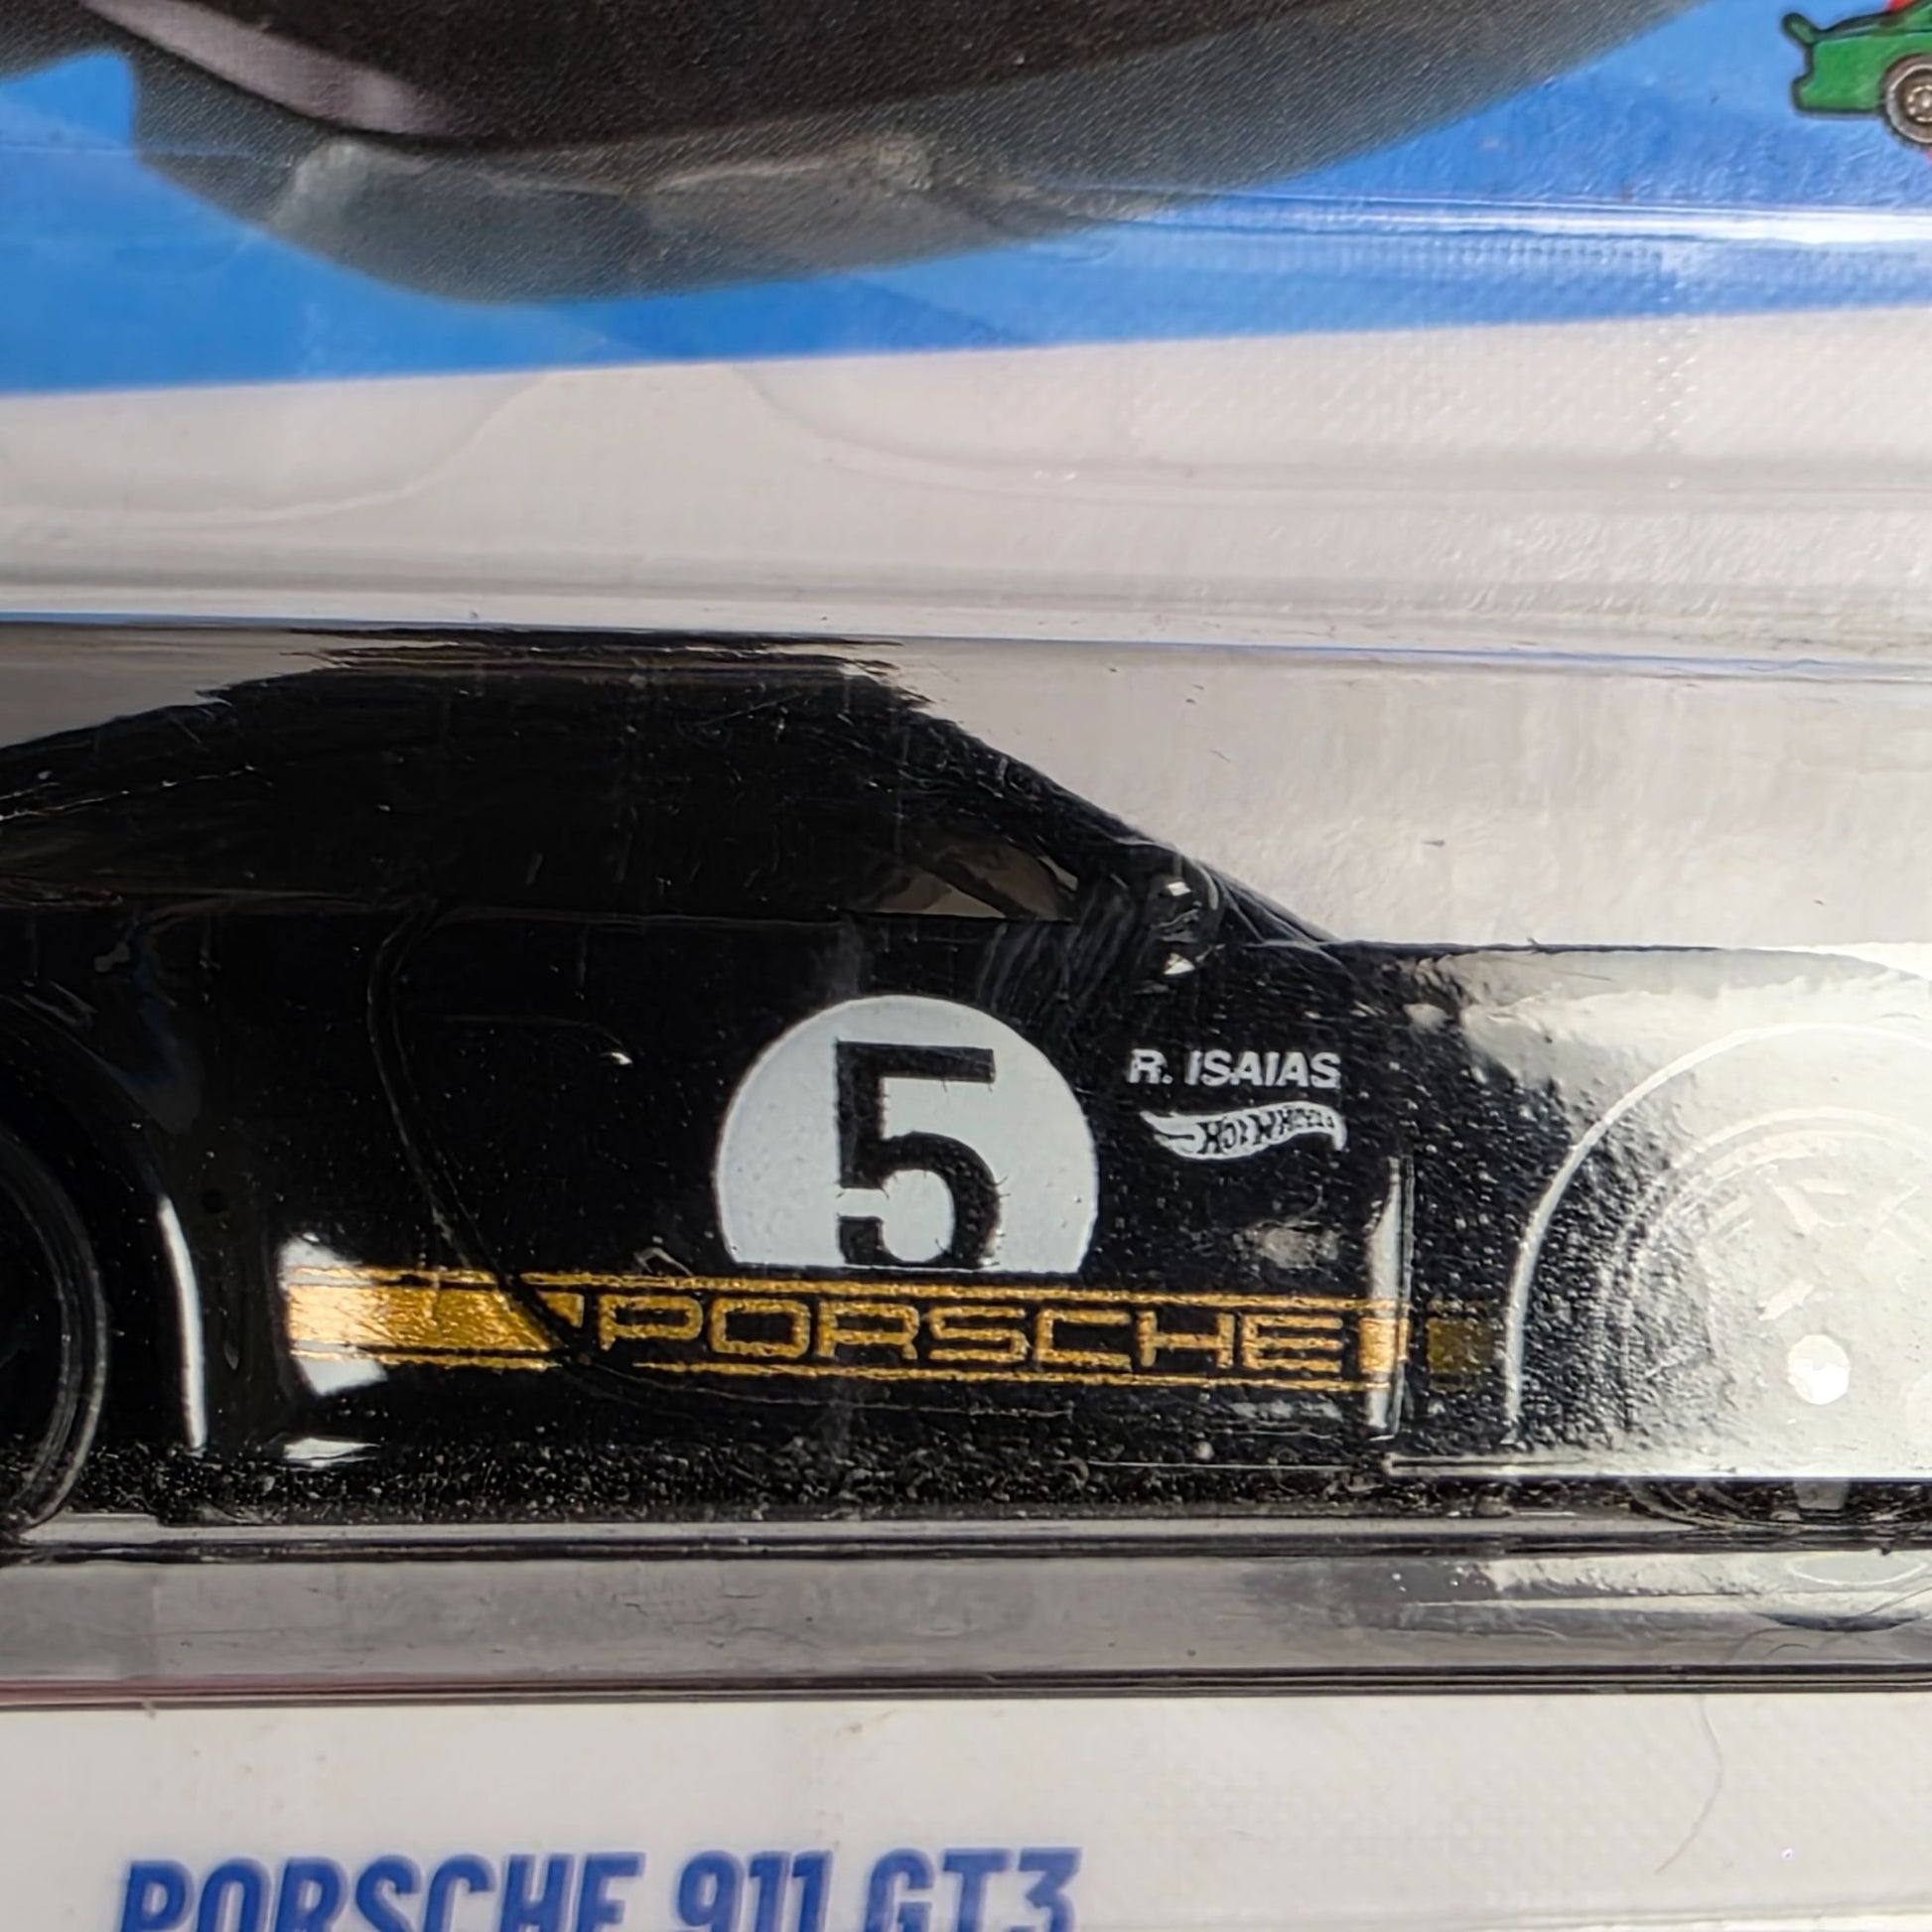 5
R. ISAIAS
HOT WHEELS
PORSCHE
PORSCHE 911 GT3